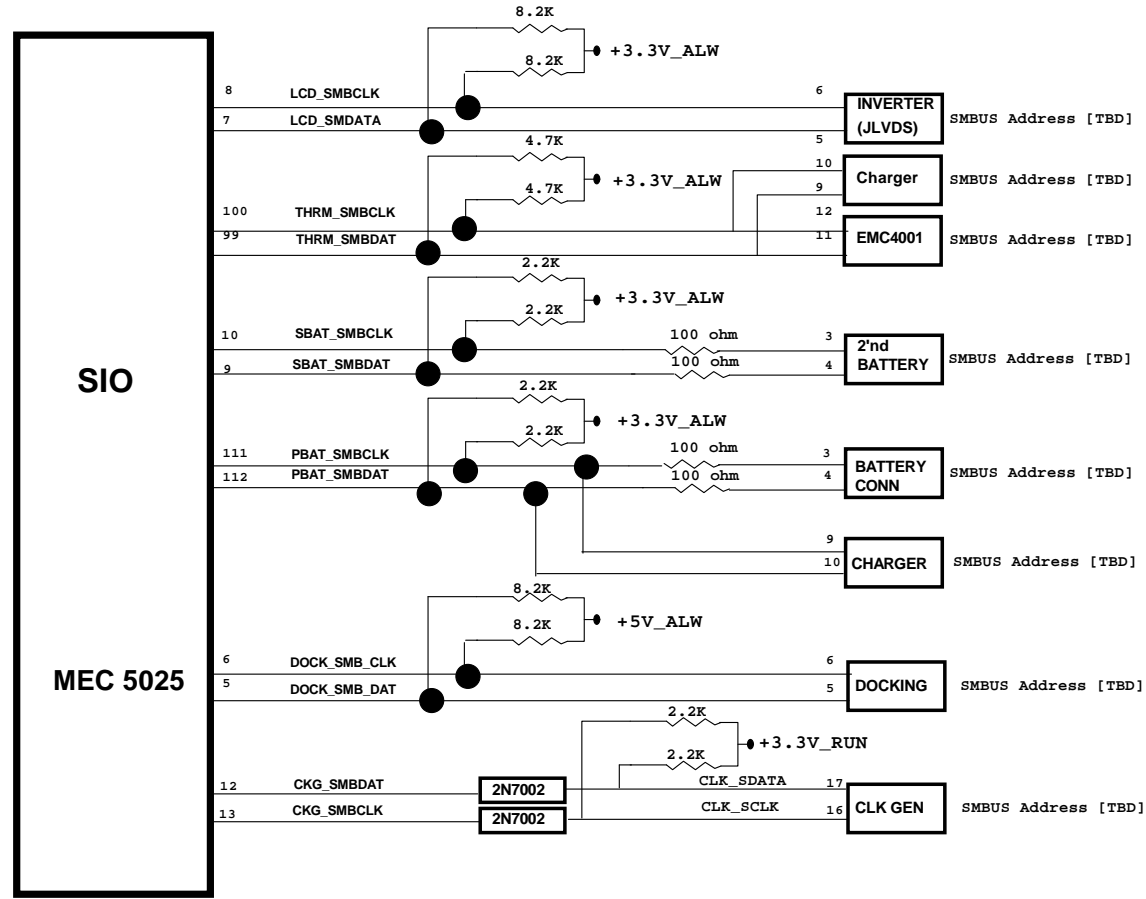 8.2K
+3.3V_ALW
8.2K
8 LCD_SMBCLK 6
INVERTER
(JLVDS)
SMBUS Address [TBD]
7 LCD_SMDATA 5
4.7K
+3.3V_ALW
4.7K
10
Charger
SMBUS Address [TBD]
9
100 THRM_SMBCLK 12
99 THRM_SMBDAT 11
EMC4001
SMBUS Address [TBD]
2.2K
+3.3V_ALW
2.2K
10 SBAT_SMBCLK 100 ohm 3
2'nd
BATTERY
SMBUS Address [TBD]
9 SBAT_SMBDAT 100 ohm 4
SIO
2.2K
+3.3V_ALW
2.2K
111 PBAT_SMBCLK 100 ohm 3
BATTERY
CONN
SMBUS Address [TBD]
112 PBAT_SMBDAT 100 ohm 4
9
10
CHARGER
SMBUS Address [TBD]
8.2K
+5V_ALW
8.2K
MEC 5025
6 DOCK_SMB_CLK 6
5 DOCK_SMB_DAT 5
DOCKING
SMBUS Address [TBD]
2.2K
+3.3V_RUN
2.2K
12 CKG_SMBDAT 2N7002 CLK_SDATA 17
13 CKG_SMBCLK 2N7002 CLK_SCLK 16
CLK GEN
SMBUS Address [TBD]